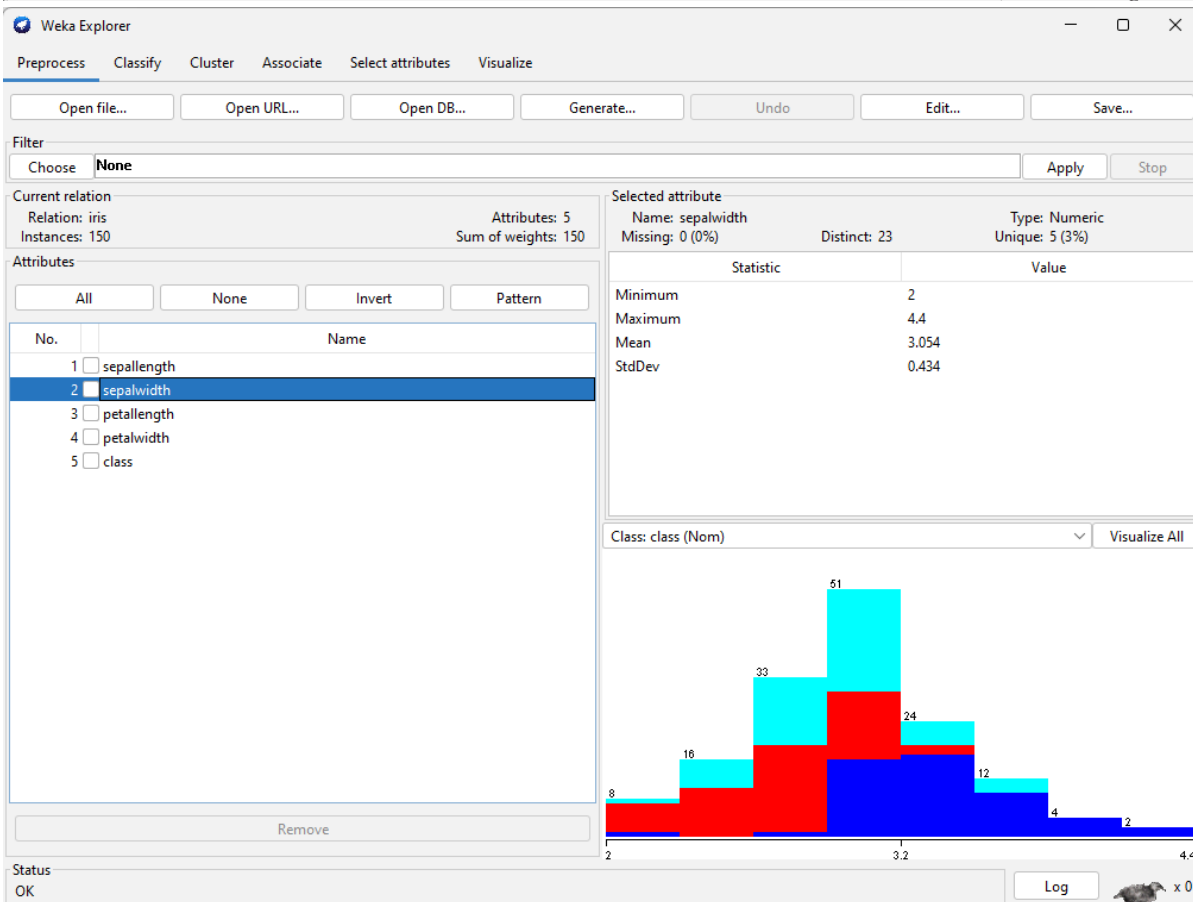 Weka Explorer
Preprocess Classify Cluster Associate Select attributes Visualize
Open file... Open URL... Open DB... Generate... Undo Edit... Save...
Filter
Choose None Apply Stop
Current relation
Relation: iris Attributes: 5
Instances: 150 Sum of weights: 150
Attributes
All None Invert Pattern
No. Name
1 sepallength
2 sepalwidth
3 petallength
4 petalwidth
5 class
Remove
Selected attribute
Name: sepalwidth Type: Numeric
Missing: 0 (0%) Distinct: 23 Unique: 5 (3%)
Statistic Value
Minimum 2
Maximum 4.4
Mean 3.054
StdDev 0.434
Class: class (Nom) Visualize All
51
33
24
16
12
8
4
2
2 3.2 4.4
Status
OK Log x 0